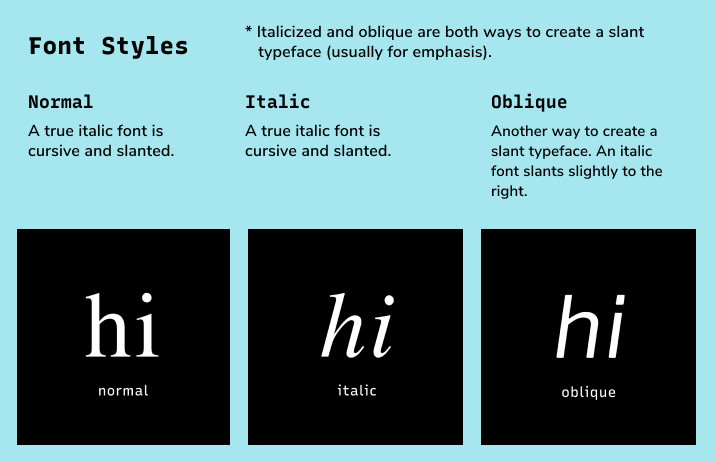 Font Styles
* Italicized and oblique are both ways to create a slant
typeface (usually for emphasis).
Normal
A true italic font is
cursive and slanted.
Italic
A true italic font is
cursive and slanted.
Oblique
Another way to create a
slant typeface. An italic
font slants slightly to the
right.
hi
normal
hi
italic
hi
oblique